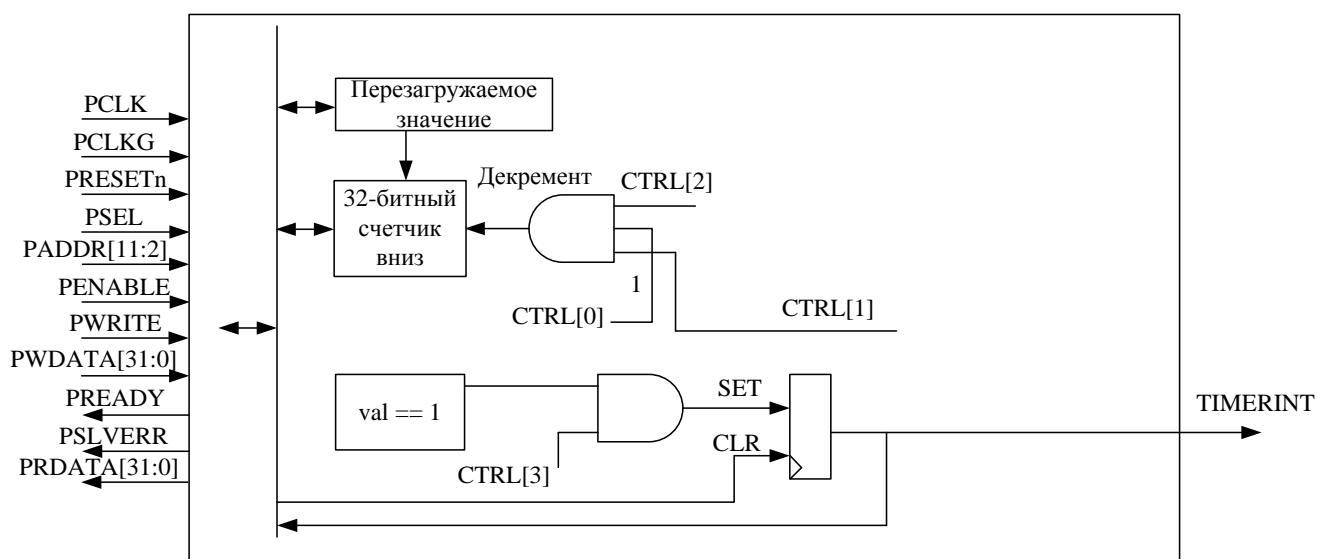 PCLK
PCLKG
PRESETn
PSEL
PADDR[11:2]
PENABLE
PWRITE
PWDATA[31:0]
PREADY
PSLVERR
PRDATA[31:0]
Перезагружаемое
значение
32-битный
счетчик
вниз
Декремент
CTRL[2]
1
CTRL[0]
CTRL[1]
val == 1
CTRL[3]
SET
CLR
TIMERINT